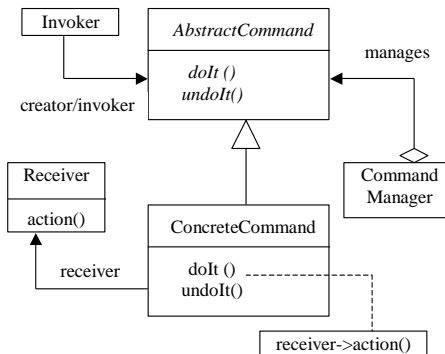 Invoker
AbstractCommand
doIt ()
undoIt()
manages
creator/invoker
Receiver
action()
Command
Manager
ConcreteCommand
doIt ()
undoIt()
receiver
receiver->action()